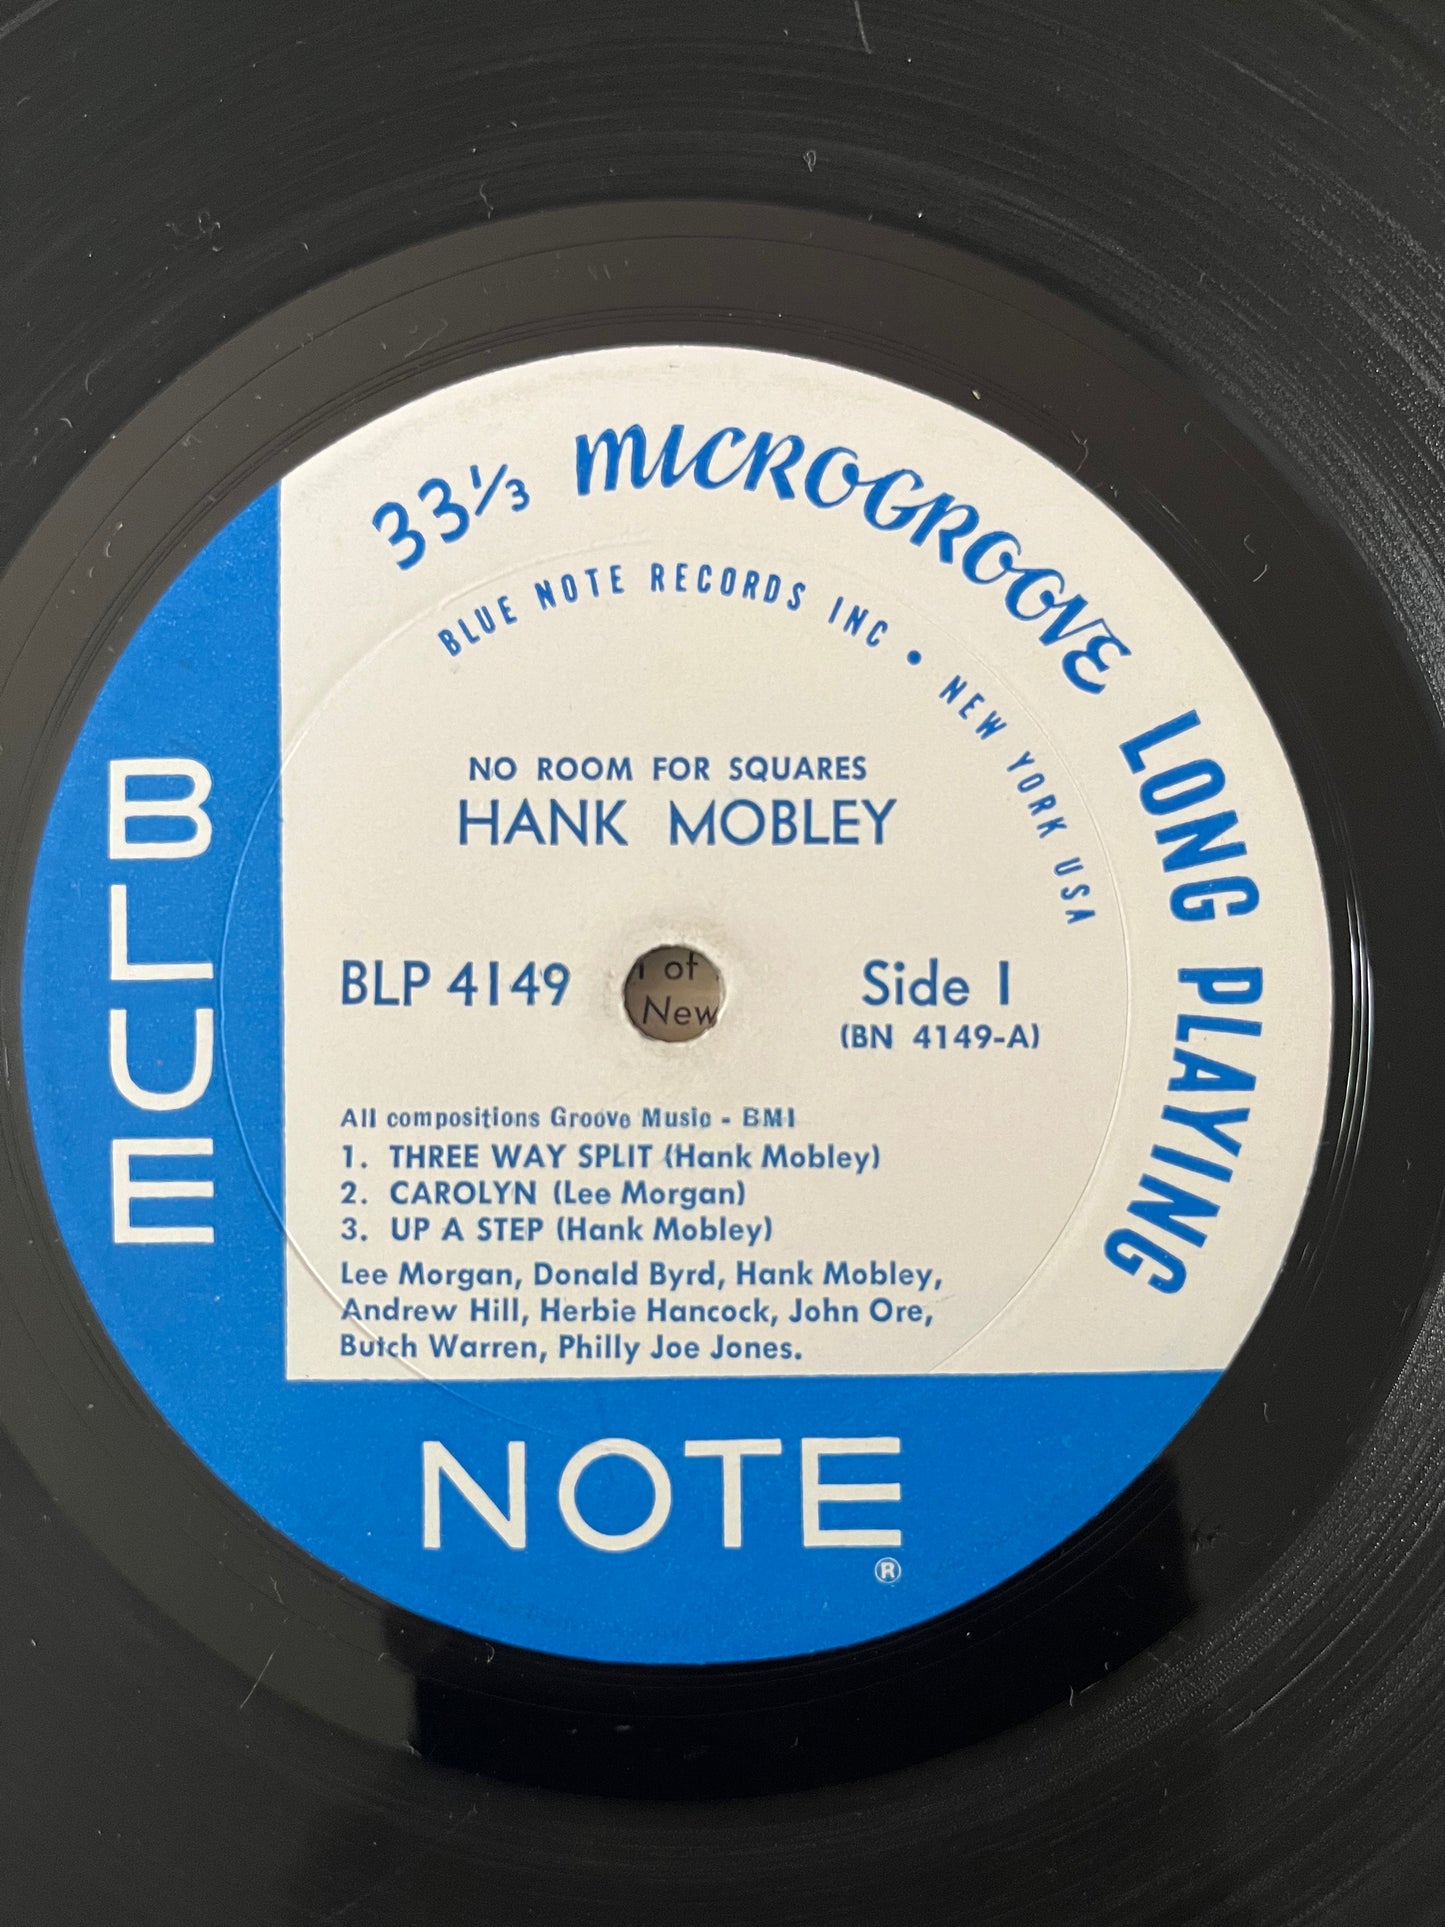 33⅓ MICROGROOVE LONG PLAYING
BLUE NOTE RECORDS INC • NEW YORK USA
NO ROOM FOR SQUARES
HANK MOBLEY
BLP 4149
of
New
Side 1
(BN 4149-A)
All compositions Groove Music - BMI
1. THREE WAY SPLIT (Hank Mobley)
2. CAROLYN (Lee Morgan)
3. UP A STEP (Hank Mobley)
Lee Morgan, Donald Byrd, Hank Mobley,
Andrew Hill, Herbie Hancock, John Ore,
Butch Warren, Philly Joe Jones.
BLUE
NOTE
®